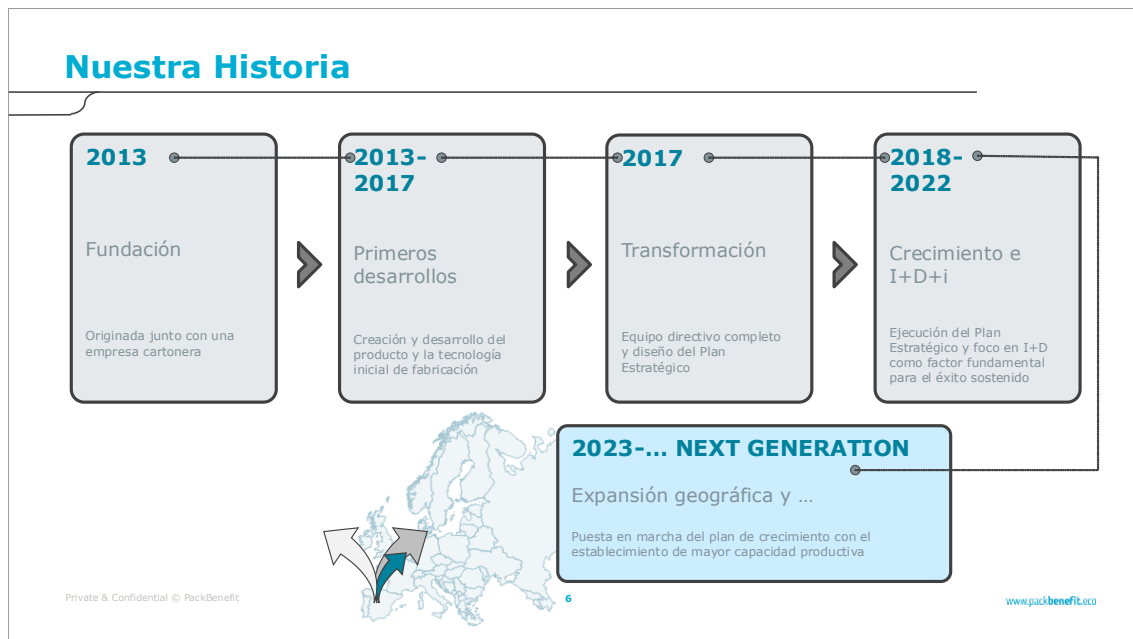 Nuestra Historia
2013
Fundación
Originada junto con una
empresa cartonera
2013-
2017
Primeros
desarrollos
Creación y desarrollo del
producto y la tecnología
inicial de fabricación
2017
Transformación
Equipo directivo completo
y diseño del Plan
Estratégico
2018-
2022
Crecimiento e
I+D+i
Ejecución del Plan
Estratégico y foco en I+D
como factor fundamental
para el éxito sostenido
2023-... NEXT GENERATION
Expansión geográfica y ...
Puesta en marcha del plan de crecimiento con el
establecimiento de mayor capacidad productiva
Private & Confidential © PackBenefit
6
www.packbenefit.eco